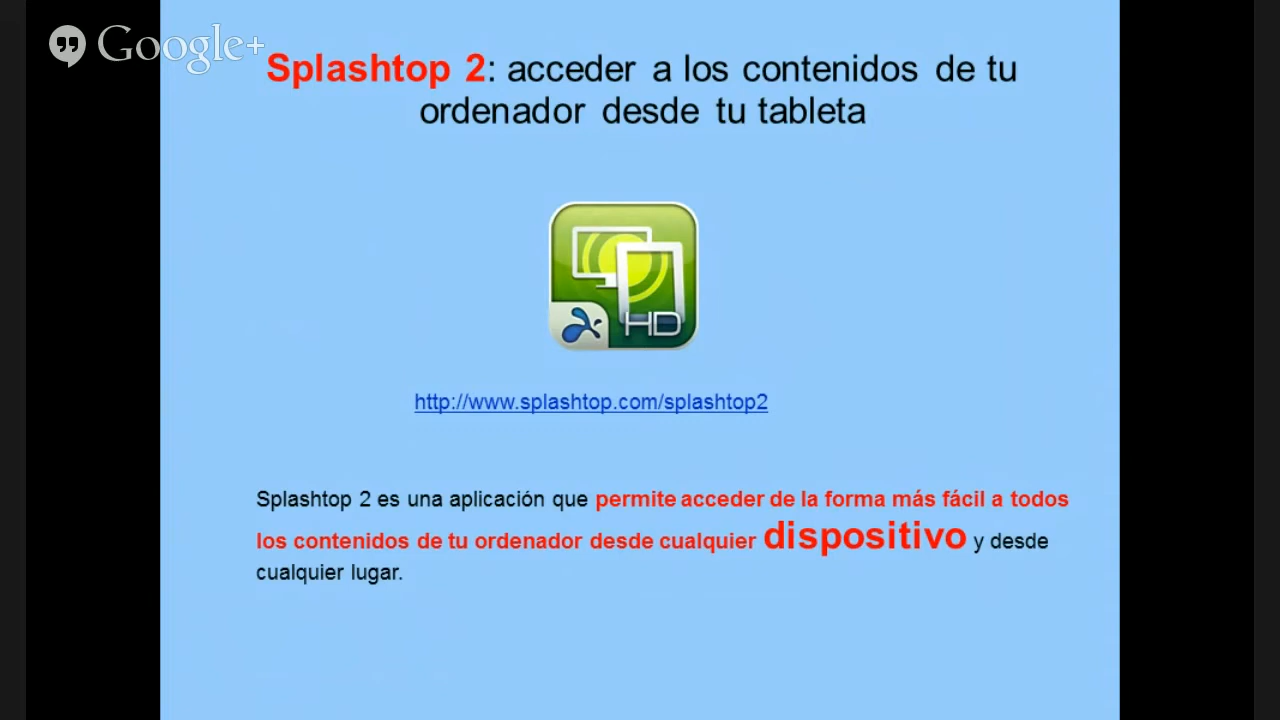 Google+
Splashtop 2: acceder a los contenidos de tu
ordenador desde tu tableta
HD
http://www.splashtop.com/splashtop2
Splashtop 2 es una aplicación que permite acceder de la forma más fácil a todos
los contenidos de tu ordenador desde cualquier dispositivo y desde
cualquier lugar.